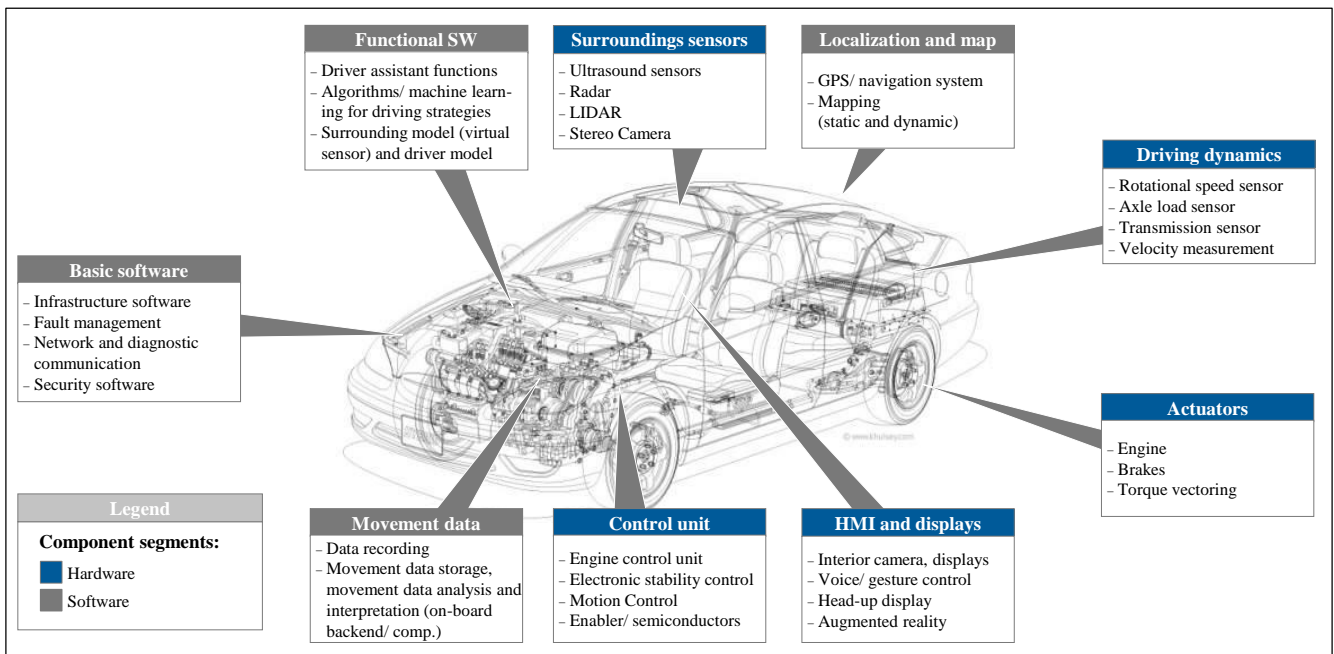 Functional SW
– Driver assistant functions
– Algorithms/ machine learn-
ing for driving strategies
– Surrounding model (virtual
sensor) and driver model
Surroundings sensors
– Ultrasound sensors
– Radar
– LIDAR
– Stereo Camera
Localization and map
– GPS/ navigation system
– Mapping
(static and dynamic)
Driving dynamics
– Rotational speed sensor
– Axle load sensor
– Transmission sensor
– Velocity measurement
Basic software
– Infrastructure software
– Fault management
– Network and diagnostic
communication
– Security software
Actuators
– Engine
– Brakes
– Torque vectoring
© www.khulsey.com
Legend
Component segments:
Hardware
Software
Movement data
– Data recording
– Movement data storage,
movement data analysis and
interpretation (on-board
backend/ comp.)
Control unit
– Engine control unit
– Electronic stability control
– Motion Control
– Enabler/ semiconductors
HMI and displays
– Interior camera, displays
– Voice/ gesture control
– Head-up display
– Augmented reality